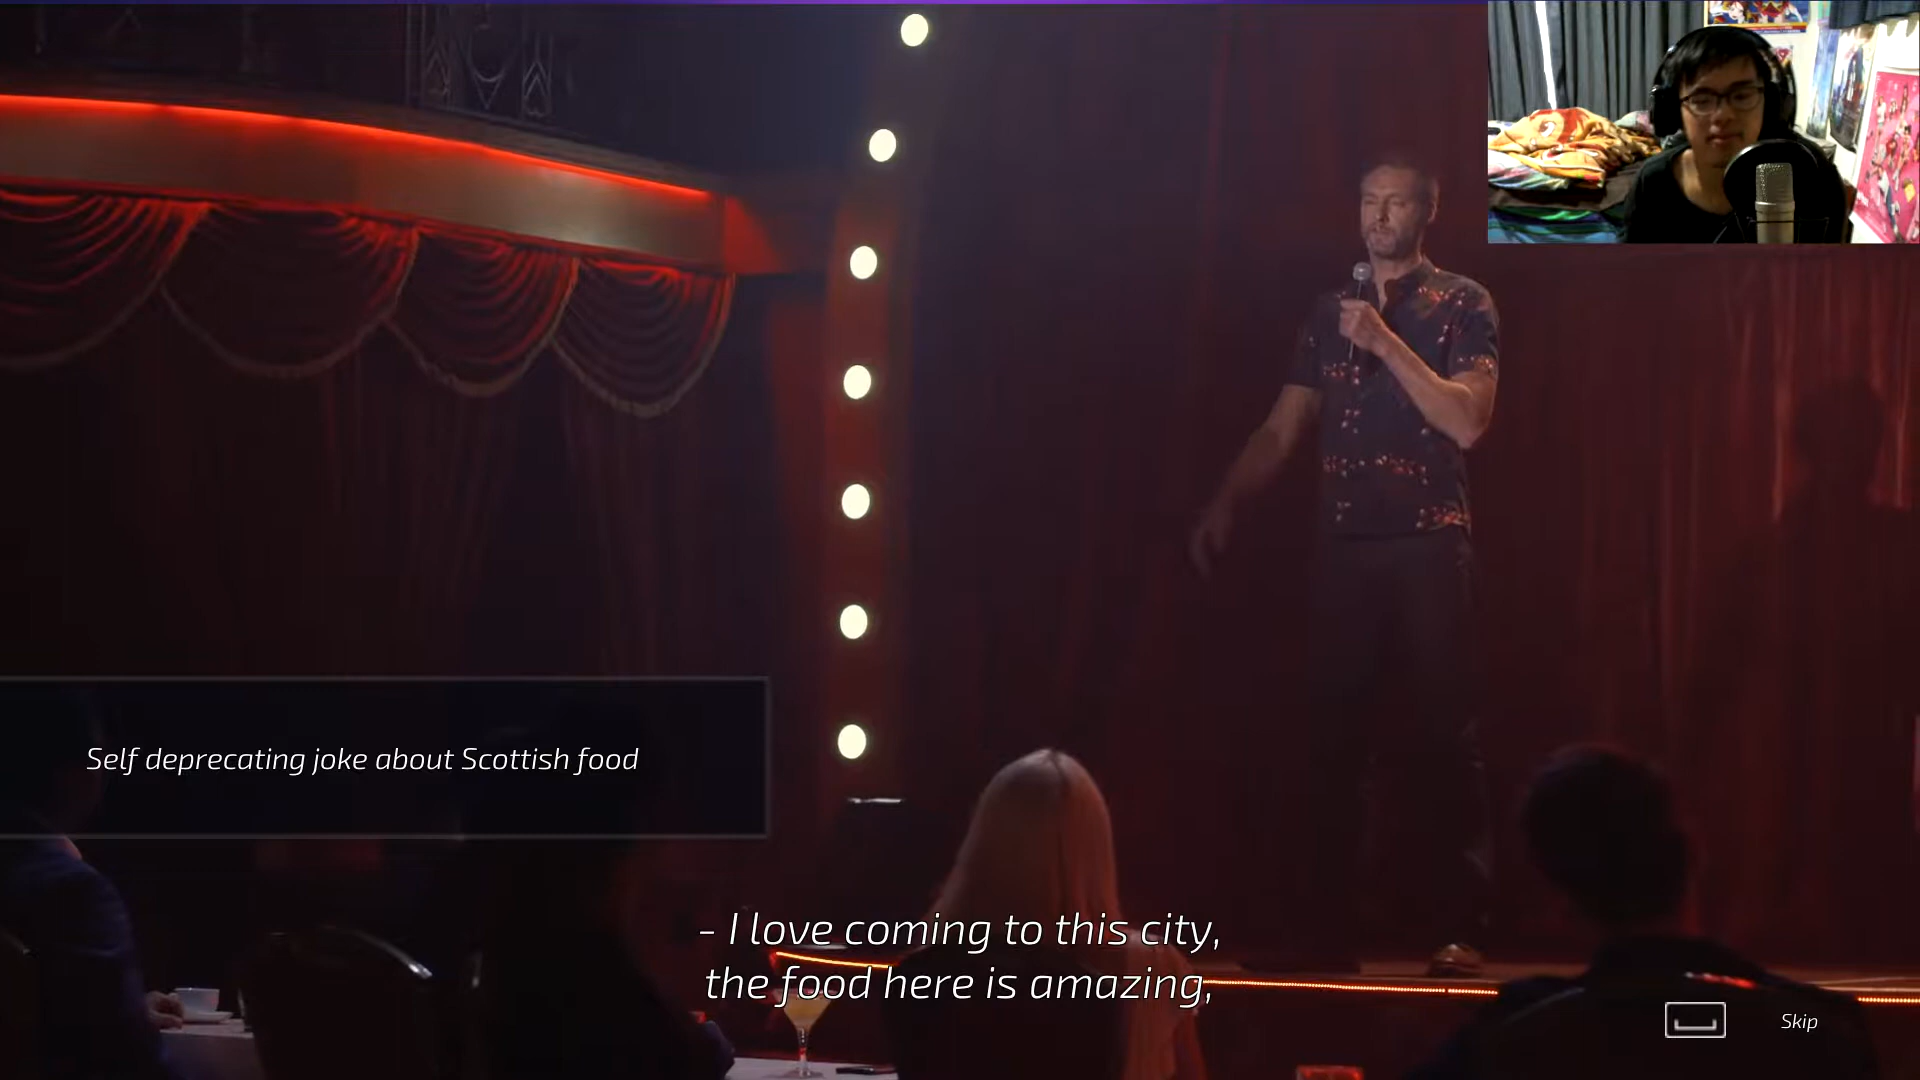 Self deprecating joke about Scottish food
- I love coming to this city,
the food here is amazing,
Skip